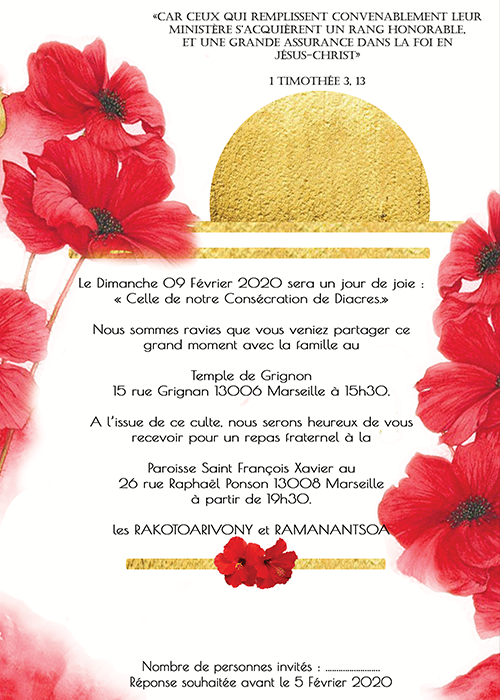 «CAR CEUX QUI REMPLISSENT CONVENABLEMENT LEUR
MINISTÈRE S'ACQUIÈRENT UN RANG HONORABLE,
ET UNE GRANDE ASSURANCE DANS LA FOI EN
JÉSUS-CHRIST»
1 TIMOTHÉE 3, 13
Le Dimanche 09 Février 2020 sera un jour de joie :
« Celle de notre Consécration de Diacres.»
Nous sommes ravies que vous veniez partager ce
grand moment avec la famille au
Temple de Grignon
15 rue Grignan 13006 Marseille à 15h30.
A l'issue de ce culte, nous serons heureux de vous
recevoir pour un repas fraternel à la
Paroisse Saint François Xavier au
26 rue Raphaël Ponson 13008 Marseille
à partir de 19h30.
les RAKOTOARIVONY et RAMANANTSOA
Nombre de personnes invités : ........................
Réponse souhaitée avant le 5 Février 2020